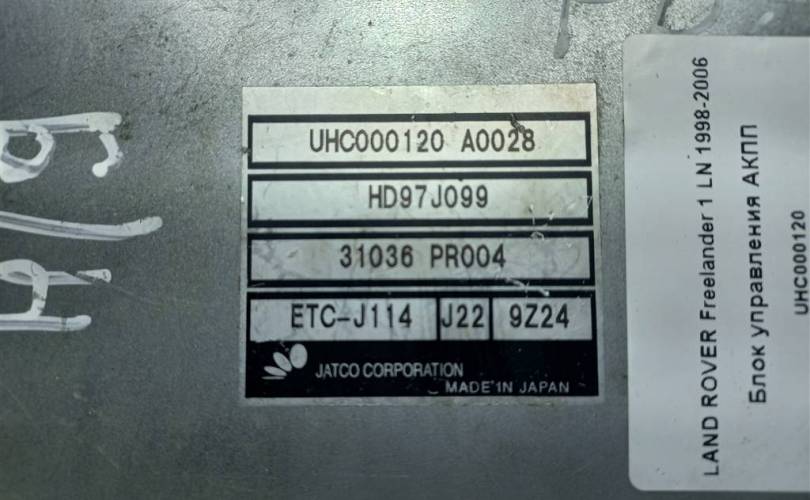 UHC000120 A0028
HD97J099
31036 PR004
ETC-J114 J22 9Z24
JATCO CORPORATION
MADE IN JAPAN
LAND ROVER Freelander 1 LN 1998-2006
Блок управления АКПП
UHC000120